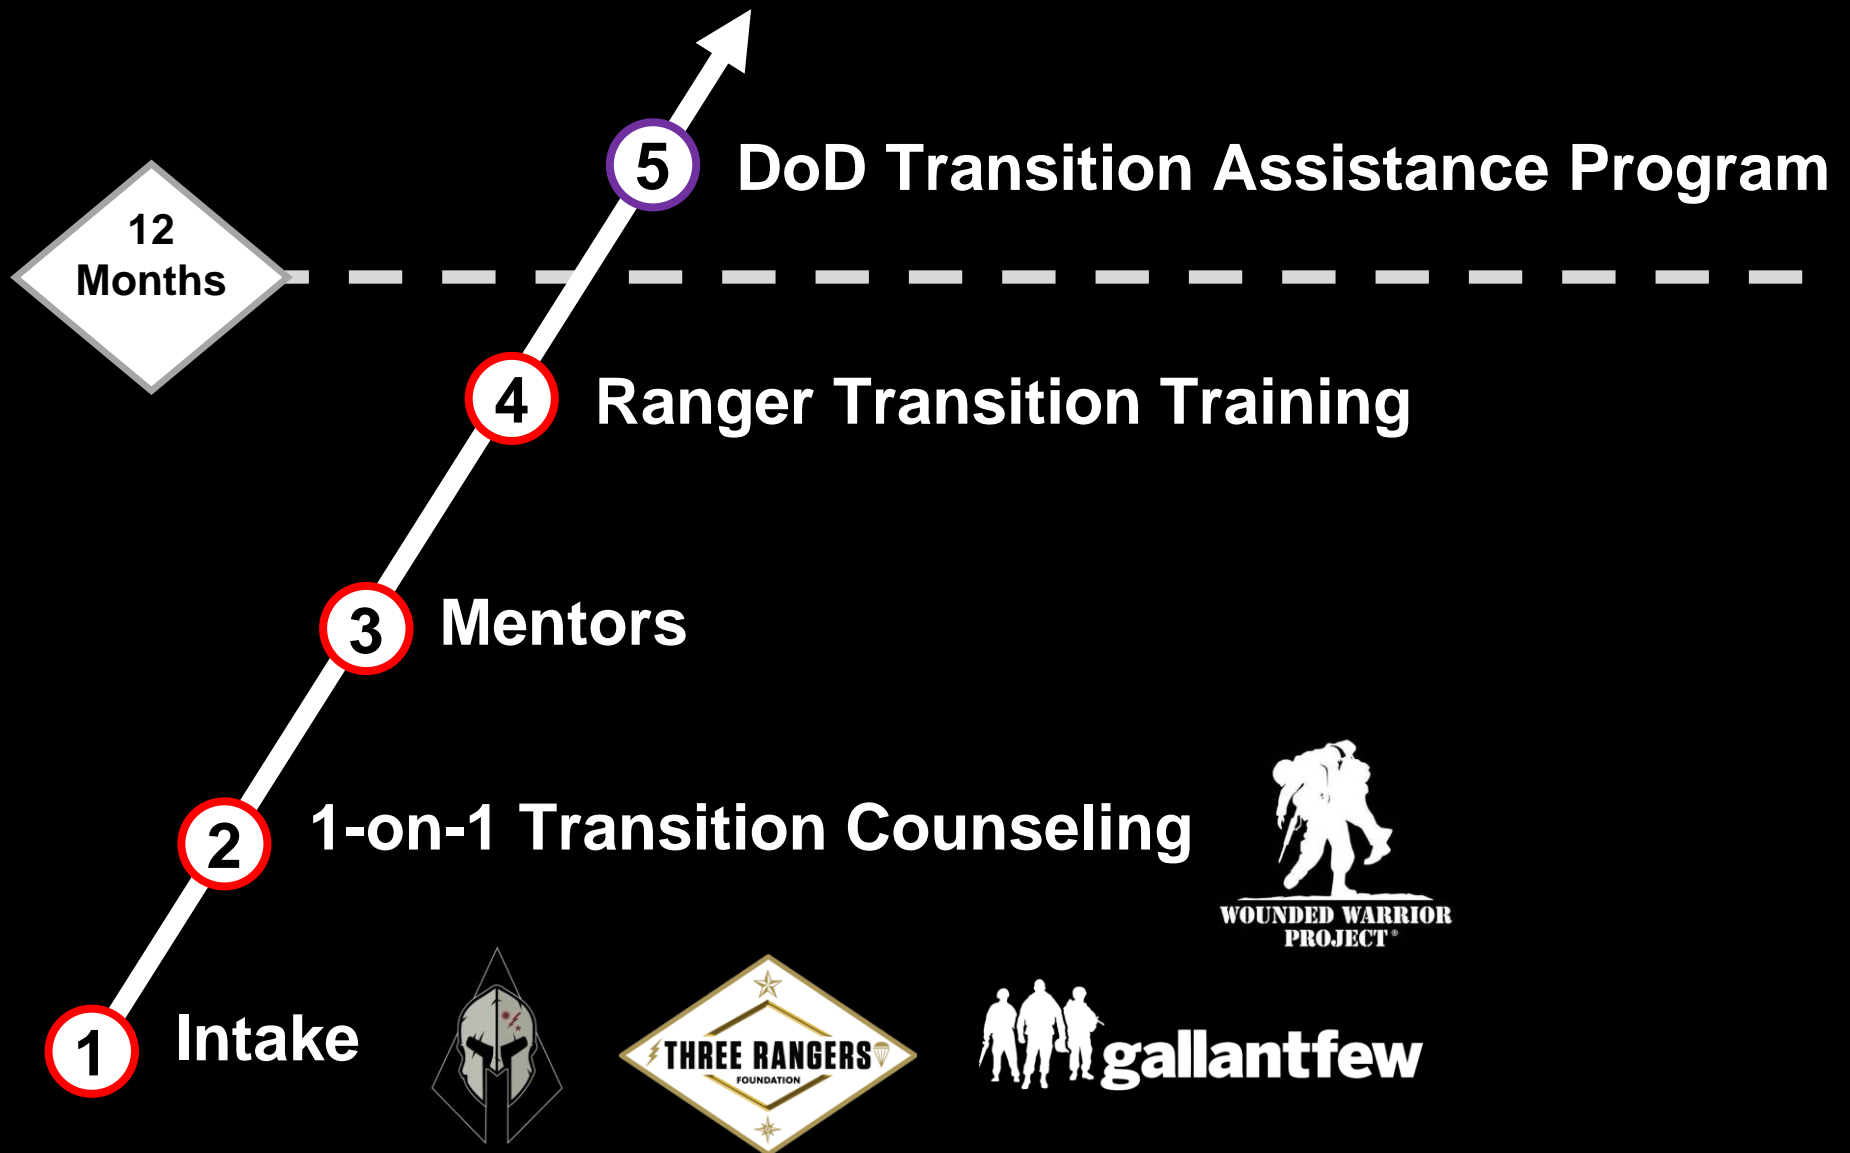 5 DoD Transition Assistance Program
12
Months
4 Ranger Transition Training
3 Mentors
2 1-on-1 Transition Counseling
WOUNDED WARRIOR
PROJECT®
1 Intake
THREE RANGERS
FOUNDATION
gallantfew